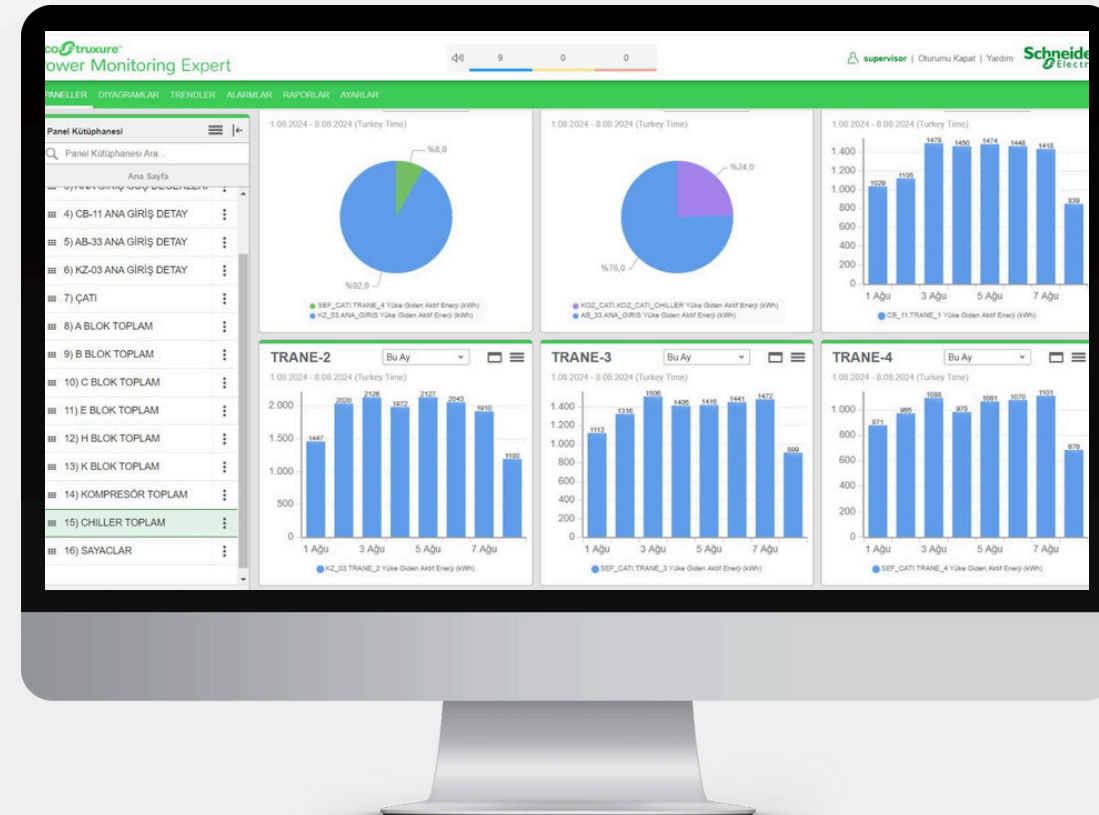 co Struxure™
ower Monitoring Expert
9 0 0
supervisor | Oturumu Kapat | Yardım
Schneide
Electr
PANELLER DİYAGRAMLAR TRENDLER ALARMLAR RAPORLAR AYARLAR
Panel Kütüphanesi
Panel Kütüphanesi Ara...
Ana Sayfa
4) CB-11 ANA GİRİŞ DETAY
5) AB-33 ANA GİRİŞ DETAY
6) KZ-03 ANA GİRİŞ DETAY
7) ÇATI
8) A BLOK TOPLAM
9) B BLOK TOPLAM
10) C BLOK TOPLAM
11) E BLOK TOPLAM
12) H BLOK TOPLAM
13) K BLOK TOPLAM
14) KOMPRESÖR TOPLAM
15) CHILLER TOPLAM
16) SAYACLAR
1.08.2024 - 8.08.2024 (Turkey Time)
%8,0
%92,0
SEF_CATI.TRANE_4 Yüke Giden Aktif Enerji (kWh)
KZ_03.ANA_GIRIS Yüke Giden Aktif Enerji (kWh)
1.08.2024 - 8.08.2024 (Turkey Time)
%24,0
%76,0
KOZ_CATI.KOZ_CATI_CHILLER Yüke Giden Aktif Enerji (kWh)
AB_33.ANA_GIRIS Yüke Giden Aktif Enerji (kWh)
1.08.2024 - 8.08.2024 (Turkey Time)
1029 1105 1478 1450 1474 1448 1418 839
1.400
1.200
1.000
800
600
400
200
0
1 Ağu 3 Ağu 5 Ağu 7 Ağu
CB_11.TRANE_1 Yüke Giden Aktif Enerji (kWh)
TRANE-2 Bu Ay
1.08.2024 - 8.08.2024 (Turkey Time)
1447 2020 2126 1972 2127 2043 1910 1180
2.000
1.500
1.000
500
0
1 Ağu 3 Ağu 5 Ağu 7 Ağu
KZ_03.TRANE_2 Yüke Giden Aktif Enerji (kWh)
TRANE-3 Bu Ay
1.08.2024 - 8.08.2024 (Turkey Time)
1113 1316 1506 1406 1416 1441 1472 899
1.400
1.200
1.000
800
600
400
200
0
1 Ağu 3 Ağu 5 Ağu 7 Ağu
SEF_CATI.TRANE_3 Yüke Giden Aktif Enerji (kWh)
TRANE-4 Bu Ay
1.08.2024 - 8.08.2024 (Turkey Time)
871 965 1088 975 1061 1070 1101 676
1.000
800
600
400
200
0
1 Ağu 3 Ağu 5 Ağu 7 Ağu
SEF_CATI.TRANE_4 Yüke Giden Aktif Enerji (kWh)